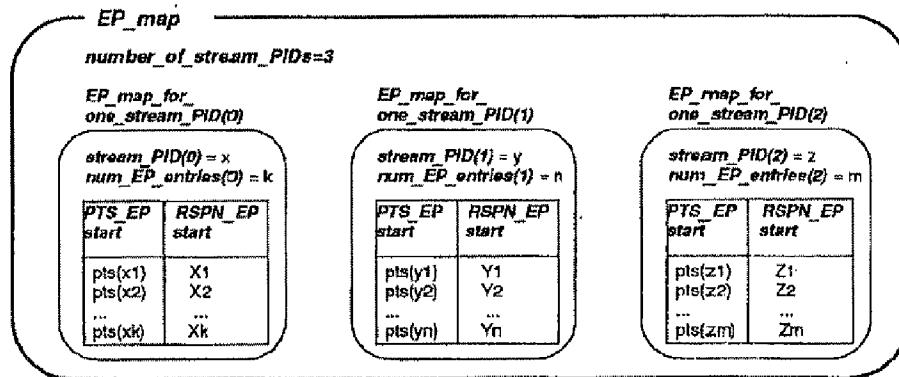 EP_map
number_of_stream_PIDs=3
EP_map_for_
one_stream_PID(0)
stream_PID(0) = x
num_EP_entries(0) = k
PTS_EP RSPN_EP
start start
pts(x1) X1
pts(x2) X2
... ...
pts(xk) Xk
EP_map_for_
one_stream_PID(1)
stream_PID(1) = y
num_EP_entries(1) = n
PTS_EP RSPN_EP
start start
pts(y1) Y1
pts(y2) Y2
... ...
pts(yn) Yn
EP_map_for_
one_stream_PID(2)
stream_PID(2) = z
num_EP_entries(2) = m
PTS_EP RSPN_EP
start start
pts(z1) Z1
pts(z2) Z2
... ...
pts(zm) Zm